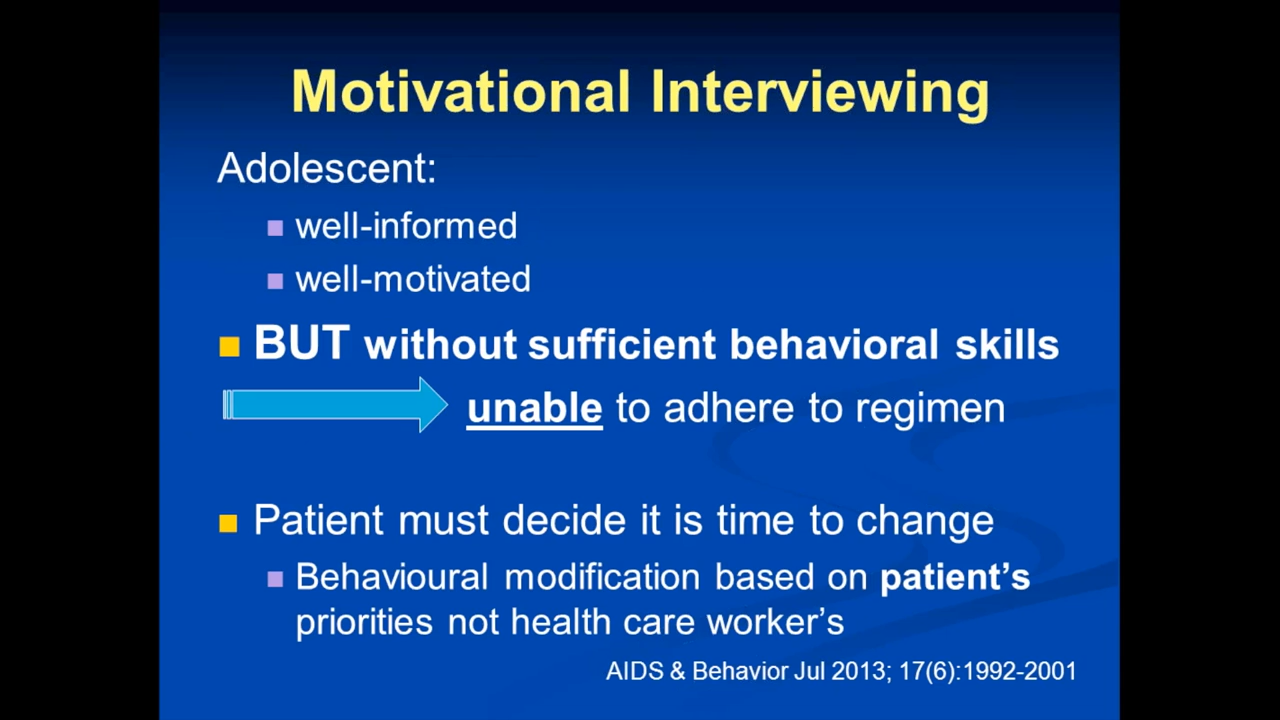 Motivational Interviewing
Adolescent:
well-informed
well-motivated
BUT without sufficient behavioral skills
unable to adhere to regimen
Patient must decide it is time to change
Behavioural modification based on patient's
priorities not health care worker's
AIDS & Behavior Jul 2013; 17(6):1992-2001